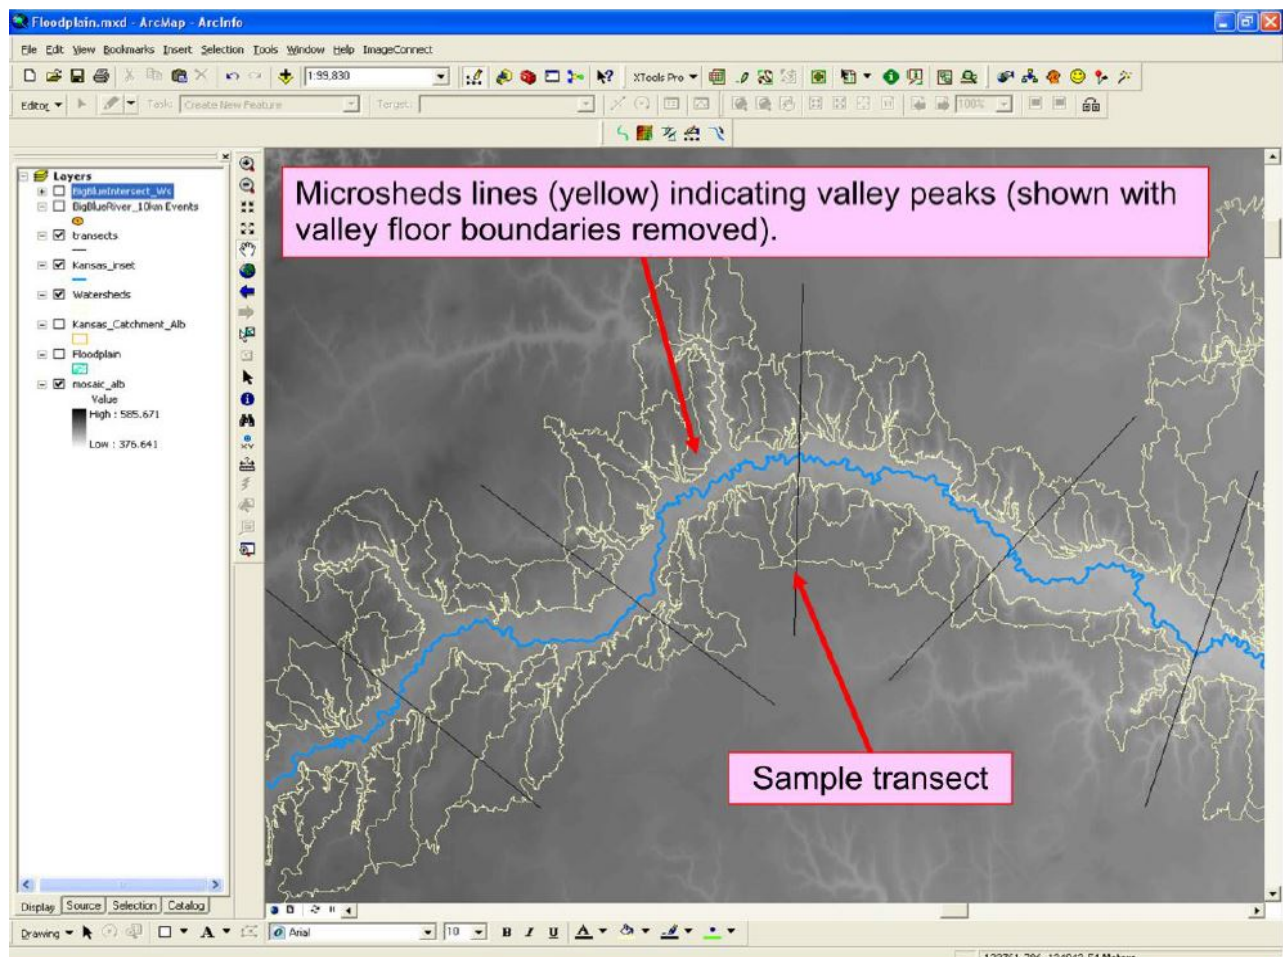 Floodplain.mxd - ArcMap - ArcInfo
File Edit View Bookmarks Insert Selection Tools Window Help ImageConnect
1:99,830
XTools Pro
Editor
Task: Create New Feature
Target:
100%
Layers
BigBlueIntersect_Ws
BigBlueRiver_10km Events
transects
Kansas_inset
Watersheds
Kansas_Catchment_Alb
Floodplain
mosaic_alb
Value
High : 585.671
Low : 376.641
Microsheds lines (yellow) indicating valley peaks (shown with
valley floor boundaries removed).
Sample transect
Display Source Selection Catalog
Drawing
A
Arial
10
B I U A